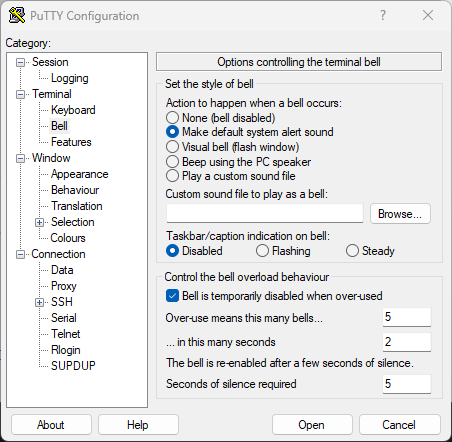 PuTTY Configuration
Category:
Session
Logging
Terminal
Keyboard
Bell
Features
Window
Appearance
Behaviour
Translation
Selection
Colours
Connection
Data
Proxy
SSH
Serial
Telnet
Rlogin
SUPDUP
Options controlling the terminal bell
Set the style of bell
Action to happen when a bell occurs:
None (bell disabled)
Make default system alert sound
Visual bell (flash window)
Beep using the PC speaker
Play a custom sound file
Custom sound file to play as a bell:
Browse...
Taskbar/caption indication on bell:
Disabled Flashing Steady
Control the bell overload behaviour
Bell is temporarily disabled when over-used
Over-use means this many bells... 5
... in this many seconds 2
The bell is re-enabled after a few seconds of silence.
Seconds of silence required 5
About Help Open Cancel